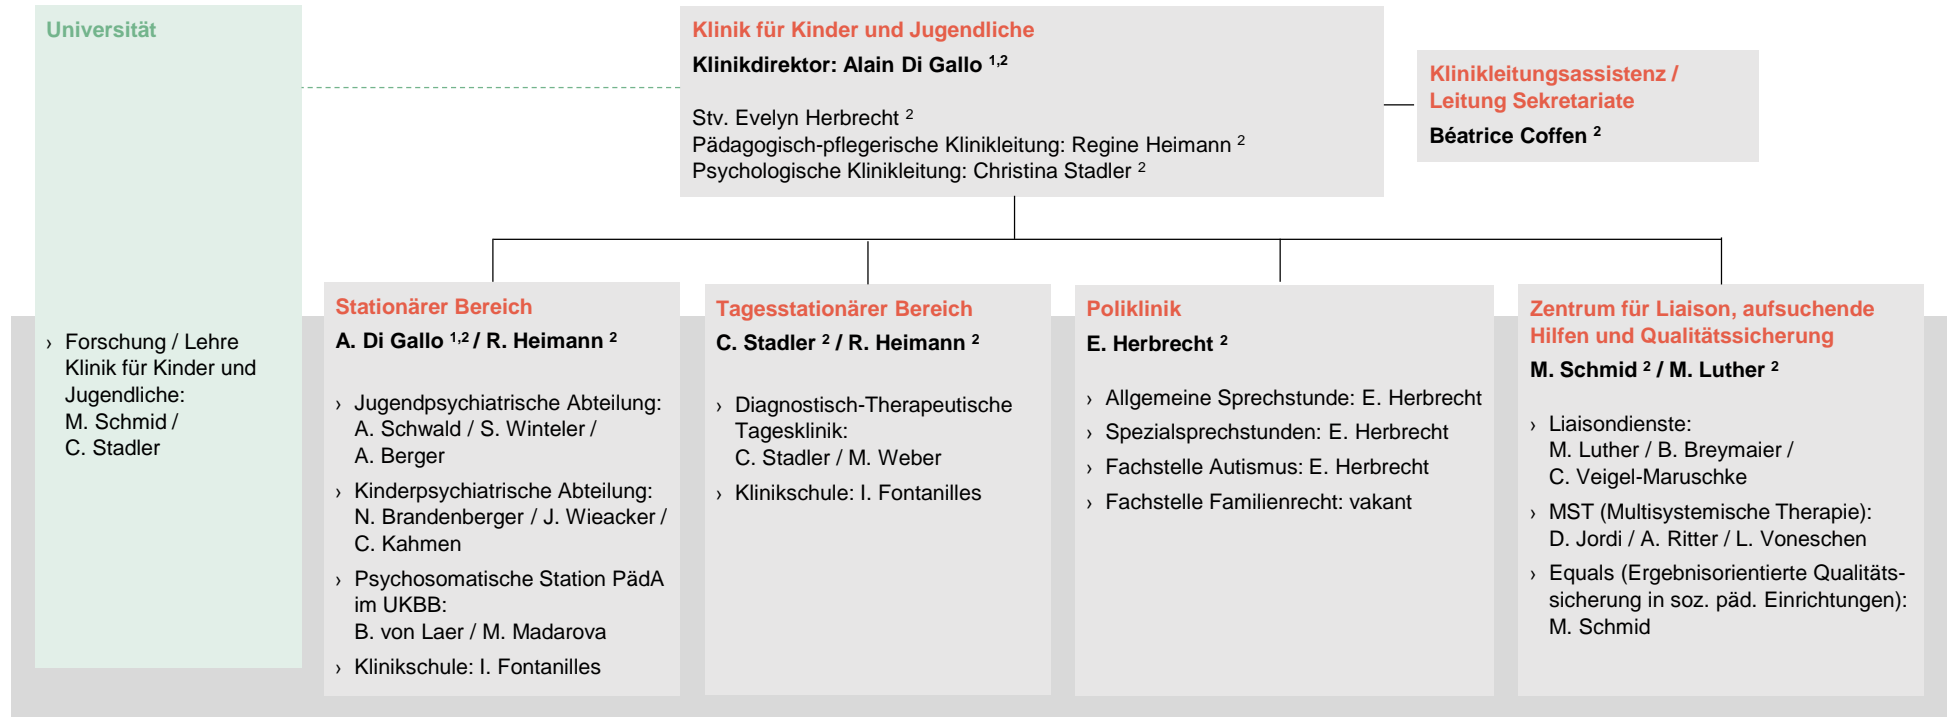 Universität
› Forschung / Lehre
Klinik für Kinder und
Jugendliche:
M. Schmid /
C. Stadler
Klinik für Kinder und Jugendliche
Klinikdirektor: Alain Di Gallo 1,2
Stv. Evelyn Herbrecht 2
Pädagogisch-pflegerische Klinikleitung: Regine Heimann 2
Psychologische Klinikleitung: Christina Stadler 2
Klinikleitungsassistenz /
Leitung Sekretariate
Béatrice Coffen 2
Stationärer Bereich
A. Di Gallo 1,2 / R. Heimann 2
› Jugendpsychiatrische Abteilung:
A. Schwald / S. Winteler /
A. Berger
› Kinderpsychiatrische Abteilung:
N. Brandenberger / J. Wieacker /
C. Kahmen
› Psychosomatische Station PädA
im UKBB:
B. von Laer / M. Madarova
› Klinikschule: I. Fontanilles
Tagesstationärer Bereich
C. Stadler 2 / R. Heimann 2
› Diagnostisch-Therapeutische
Tagesklinik:
C. Stadler / M. Weber
› Klinikschule: I. Fontanilles
Poliklinik
E. Herbrecht 2
› Allgemeine Sprechstunde: E. Herbrecht
› Spezialsprechstunden: E. Herbrecht
› Fachstelle Autismus: E. Herbrecht
› Fachstelle Familienrecht: vakant
Zentrum für Liaison, aufsuchende
Hilfen und Qualitätssicherung
M. Schmid 2 / M. Luther 2
› Liaisondienste:
M. Luther / B. Breymaier /
C. Veigel-Maruschke
› MST (Multisystemische Therapie):
D. Jordi / A. Ritter / L. Voneschen
› Equals (Ergebnisorientierte Qualitäts-
sicherung in soz. päd. Einrichtungen):
M. Schmid